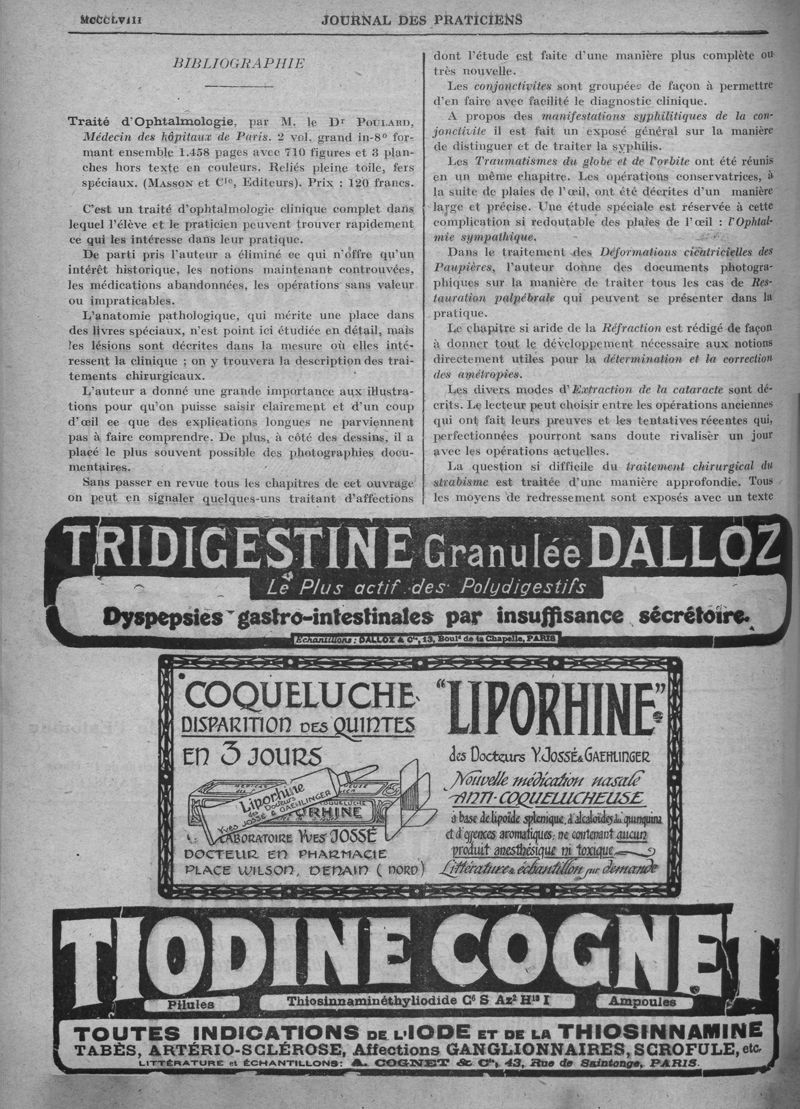 MCCCLVIII
JOURNAL DES PRATICIENS
BIBLIOGRAPHIE
Traité d'Ophtalmologie, par M. le Dr POULARD,
Médecin des hôpitaux de Paris. 2 vol. grand in-8º for-
mant ensemble 1.458 pages avec 710 figures et 3 plan-
ches hors texte en couleurs. Reliés pleine toile, fers
spéciaux. (MASSON et Cie, Editeurs). Prix : 120 francs.
C'est un traité d'ophtalmologie clinique complet dans
lequel l'élève et le praticien peuvent trouver rapidement
ce qui les intéresse dans leur pratique.
De parti pris l'auteur a éliminé ce qui n'offre qu'un
intérêt historique, les notions maintenant controuvées,
les médications abandonnées, les opérations sans valeur
ou impraticables.
L'anatomie pathologique, qui mérite une place dans
des livres spéciaux, n'est point ici étudiée en détail, mais
les lésions sont décrites dans la mesure où elles inté-
ressent la clinique ; on y trouvera la description des trai-
tements chirurgicaux.
L'auteur a donné une grande importance aux illustra-
tions pour qu'on puisse saisir clairement et d'un coup
d'œil ce que des explications longues ne parviennent
pas à faire comprendre. De plus, à côté des dessins, il a
placé le plus souvent possible des photographies docu-
mentaires.
Sans passer en revue tous les chapitres de cet ouvrage
on peut en signaler quelques-uns traitant d'affections
dont l'étude est faite d'une manière plus complète ou
très nouvelle.
Les conjonctivites sont groupées de façon à permettre
d'en faire avec facilité le diagnostic clinique.
A propos des manifestations syphilitiques de la con-
jonctivite il est fait un exposé général sur la manière
de distinguer et de traiter la syphilis.
Les Traumatismes du globe et de l'orbite ont été réunis
en un même chapitre. Les opérations conservatrices, à
la suite de plaies de l'œil, ont été décrites d'un manière
large et précise. Une étude spéciale est réservée à cette
complication si redoutable des plaies de l'œil : l'Ophtal-
mie sympathique.
Dans le traitement des Déformations cicatricielles des
Paupières, l'auteur donne des documents photogra-
phiques sur la manière de traiter tous les cas de Res-
tauration palpébrale qui peuvent se présenter dans la
pratique.
Le chapitre si aride de la Réfraction est rédigé de façon
à donner tout le développement nécessaire aux notions
directement utiles pour la détermination et la correction
des amétropies.
Les divers modes d'Extraction de la cataracte sont dé-
crits. Le lecteur peut choisir entre les opérations anciennes
qui ont fait leurs preuves et les tentatives récentes qui,
perfectionnées pourront sans doute rivaliser un jour
avec les opérations actuelles.
La question si difficile du traitement chirurgical du
strabisme est traitée d'une manière approfondie. Tous
les moyens de redressement sont exposés avec un texte
TRIDIGESTINE Granulée DALLOZ
Le Plus actif des Polydigestifs
Dyspepsies gastro-intestinales par insuffisance sécrétoire.
Échantillons : DALLOZ & Cie, 13, Boulᵈ de la Chapelle, PARIS
COQUELUCHE
DISPARITION DES QUINTES
EN 3 JOURS
Liporhine
Docteurs
Yves JOSSÉ & GAEHLINGER
COQUELUCHE
LABORATOIRE YVES JOSSÉ
DOCTEUR EN PHARMACIE
PLACE WILSON, DENAIN (NORD)
"LIPORHINE"
des Docteurs Y. JOSSÉ & GAEHLINGER
Nouvelle médication nasale
ANTI-COQUELUCHEUSE
à base de lipoïde splénique, d'alcaloïdes du quinquina
et d'essences aromatiques: ne contenant aucun
produit anesthésique ni toxique
Littérature & échantillon sur demande
TIODINE COGNET
Pilules
Thiosinnaminéthyliodide C⁶ S Az² H¹³ I
Ampoules
TOUTES INDICATIONS DE L'IODE ET DE LA THIOSINNAMINE
TABÈS, ARTÉRIO-SCLÉROSE, Affections GANGLIONNAIRES, SCROFULE, etc.
LITTÉRATURE et ÉCHANTILLONS: A. COGNET & Cie, 43, Rue de Saintonge, PARIS.